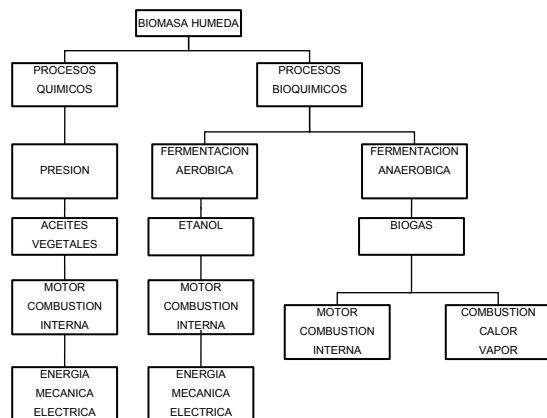 BIOMASA HUMEDA
PROCESOS
QUIMICOS
PROCESOS
BIOQUIMICOS
PRESION
FERMENTACION
AEROBICA
FERMENTACION
ANAEROBICA
ACEITES
VEGETALES
ETANOL
BIOGAS
MOTOR
COMBUSTION
INTERNA
MOTOR
COMBUSTION
INTERNA
MOTOR
COMBUSTION
INTERNA
COMBUSTION
CALOR
VAPOR
ENERGIA
MECANICA
ELECTRICA
ENERGIA
MECANICA
ELECTRICA